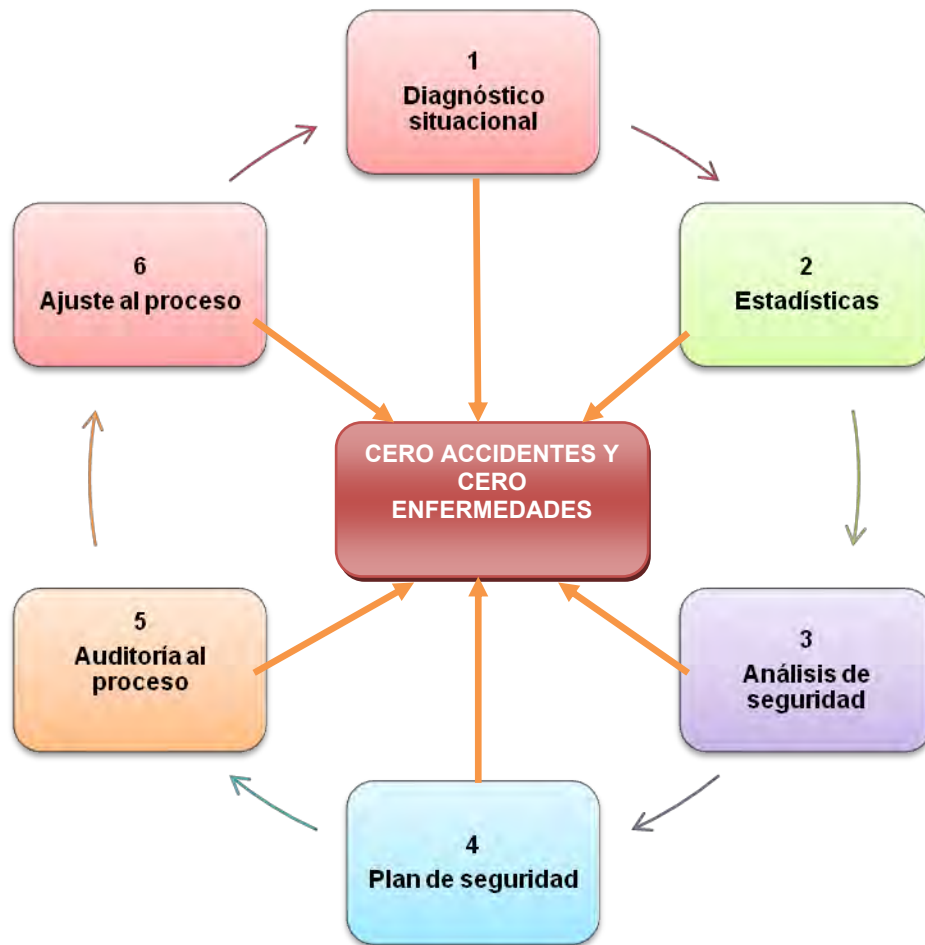 1
Diagnóstico
situacional
2
Estadísticas
3
Análisis de
seguridad
4
Plan de seguridad
5
Auditoría al
proceso
6
Ajuste al proceso
CERO ACCIDENTES Y
CERO
ENFERMEDADES